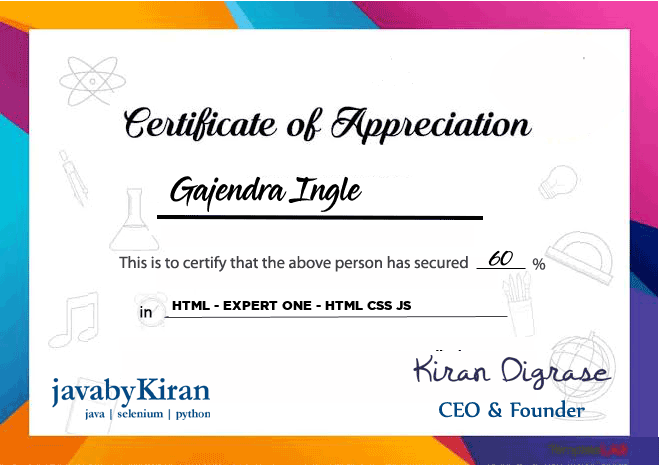 Certificate of Appreciation
Gajendra Ingle
This is to certify that the above person has secured 60 %
in HTML - EXPERT ONE - HTML CSS JS
Kiran Digrase
javabyKiran
CEO & Founder
java | selenium | python